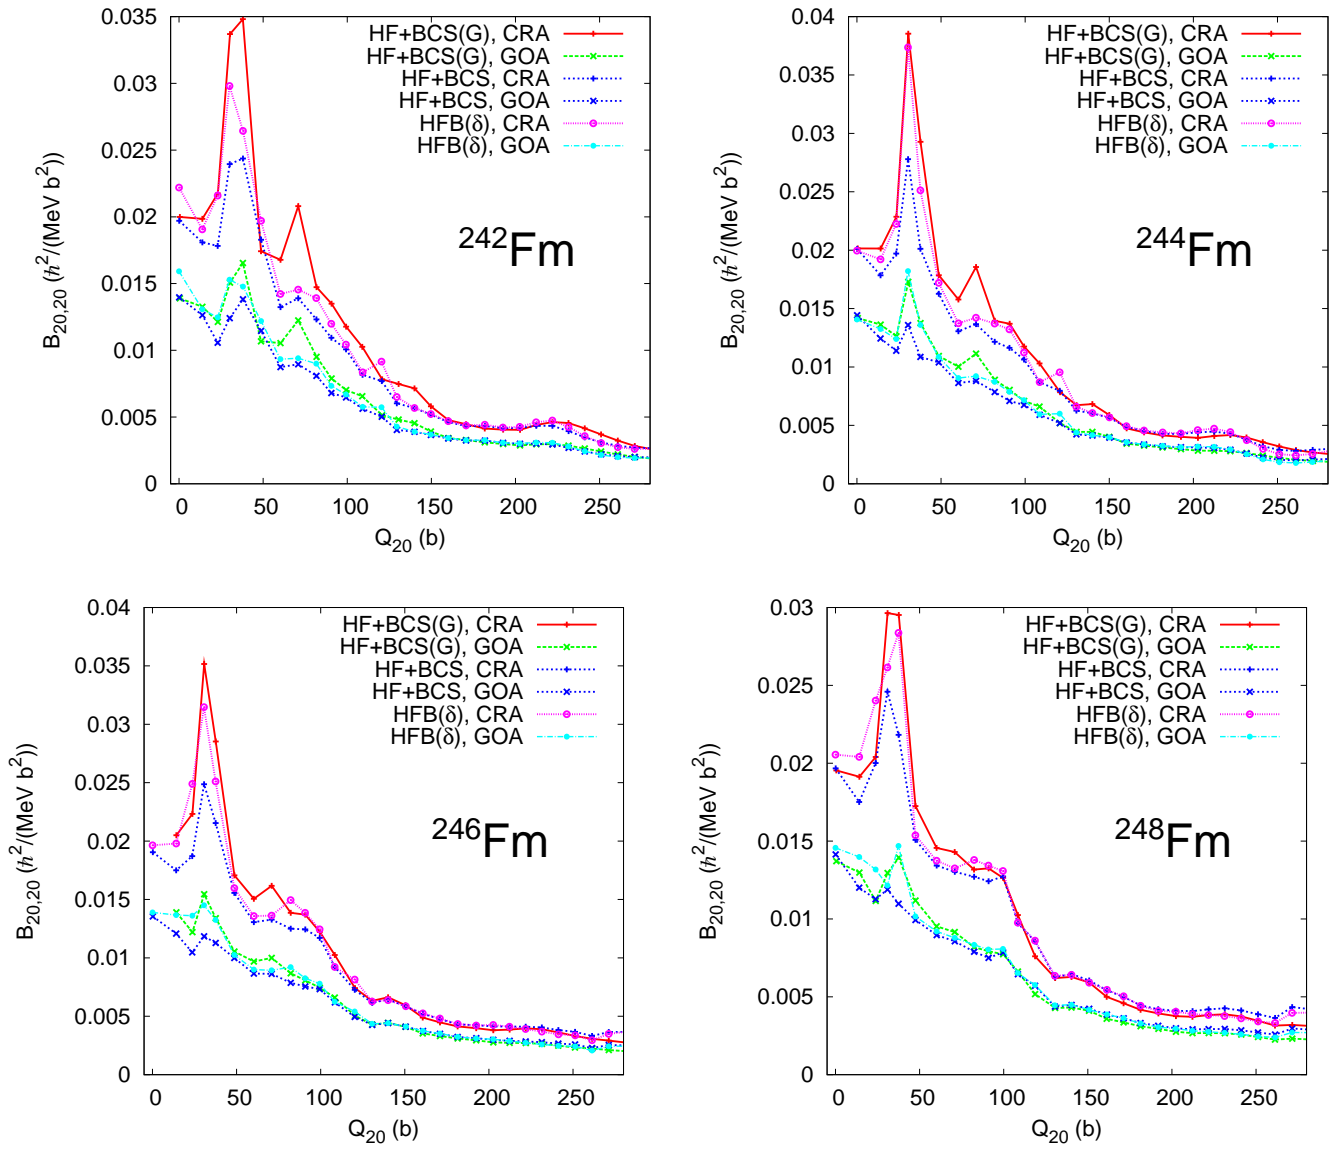 0.035
0.03
0.025
0.02
0.015
0.01
0.005
0
0 50 100 150 200 250
B20,20 (ℏ²/(MeV b²))
Q20 (b)
HF+BCS(G), CRA
HF+BCS(G), GOA
HF+BCS, CRA
HF+BCS, GOA
HFB(δ), CRA
HFB(δ), GOA
²⁴²Fm
0.04
0.035
0.03
0.025
0.02
0.015
0.01
0.005
0
0 50 100 150 200 250
B20,20 (ℏ²/(MeV b²))
Q20 (b)
HF+BCS(G), CRA
HF+BCS(G), GOA
HF+BCS, CRA
HF+BCS, GOA
HFB(δ), CRA
HFB(δ), GOA
²⁴⁴Fm
0.04
0.035
0.03
0.025
0.02
0.015
0.01
0.005
0
0 50 100 150 200 250
B20,20 (ℏ²/(MeV b²))
Q20 (b)
HF+BCS(G), CRA
HF+BCS(G), GOA
HF+BCS, CRA
HF+BCS, GOA
HFB(δ), CRA
HFB(δ), GOA
²⁴⁶Fm
0.03
0.025
0.02
0.015
0.01
0.005
0
0 50 100 150 200 250
B20,20 (ℏ²/(MeV b²))
Q20 (b)
HF+BCS(G), CRA
HF+BCS(G), GOA
HF+BCS, CRA
HF+BCS, GOA
HFB(δ), CRA
HFB(δ), GOA
²⁴⁸Fm